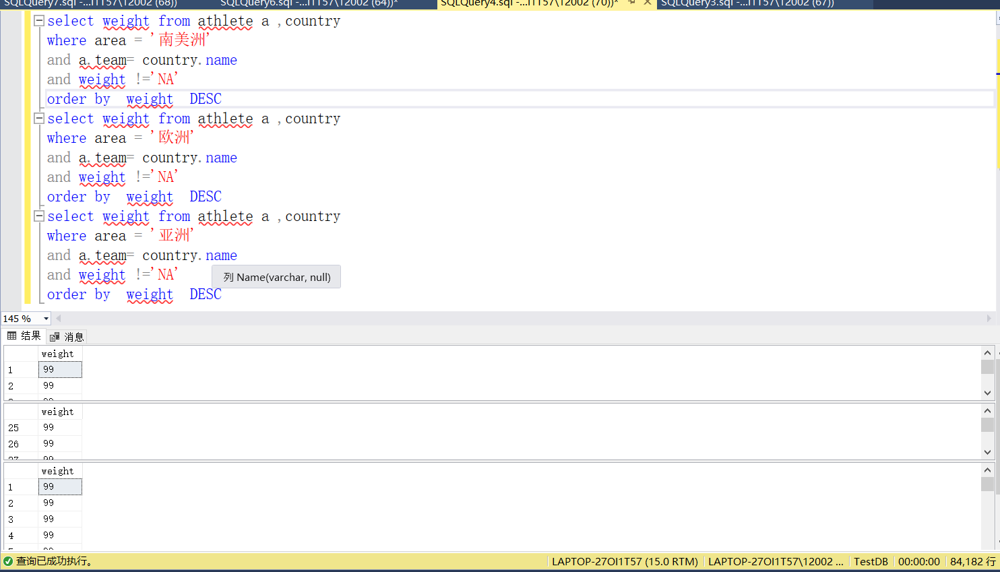 SQLQuery7.sql -...I1T57\12002 (68))
SQLQuery6.sql -...I1T57\12002 (64))*
SQLQuery4.sql -...I1T57\12002 (70))*
SQLQuery3.sql -...I1T57\12002 (67))
select weight from athlete a ,country
where area = '南美洲'
and a.team= country.name
and weight !='NA'
order by  weight  DESC
select weight from athlete a ,country
where area = '欧洲'
and a.team= country.name
and weight !='NA'
order by  weight  DESC
select weight from athlete a ,country
where area = '亚洲'
and a.team= country.name
and weight !='NA'
列 Name(varchar, null)
order by  weight  DESC
145 %
结果
消息
weight
1 99
2 99
weight
25 99
26 99
27 99
weight
1 99
2 99
3 99
4 99
查询已成功执行。
LAPTOP-27OI1T57 (15.0 RTM)
LAPTOP-27OI1T57\12002 ...
TestDB
00:00:00
84,182 行